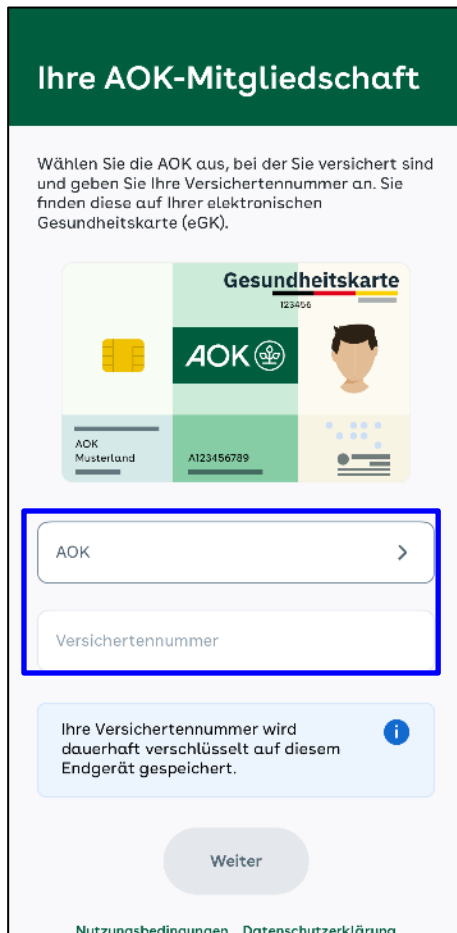 Ihre AOK-Mitgliedschaft
Wählen Sie die AOK aus, bei der Sie versichert sind
und geben Sie Ihre Versichertennummer an. Sie
finden diese auf Ihrer elektronischen
Gesundheitskarte (eGK).
Gesundheitskarte
123456
AOK
AOK
Musterland
A123456789
AOK
Versichertennummer
Ihre Versichertennummer wird
dauerhaft verschlüsselt auf diesem
Endgerät gespeichert.
Weiter
Nutzungsbedingungen Datenschutzerklärung